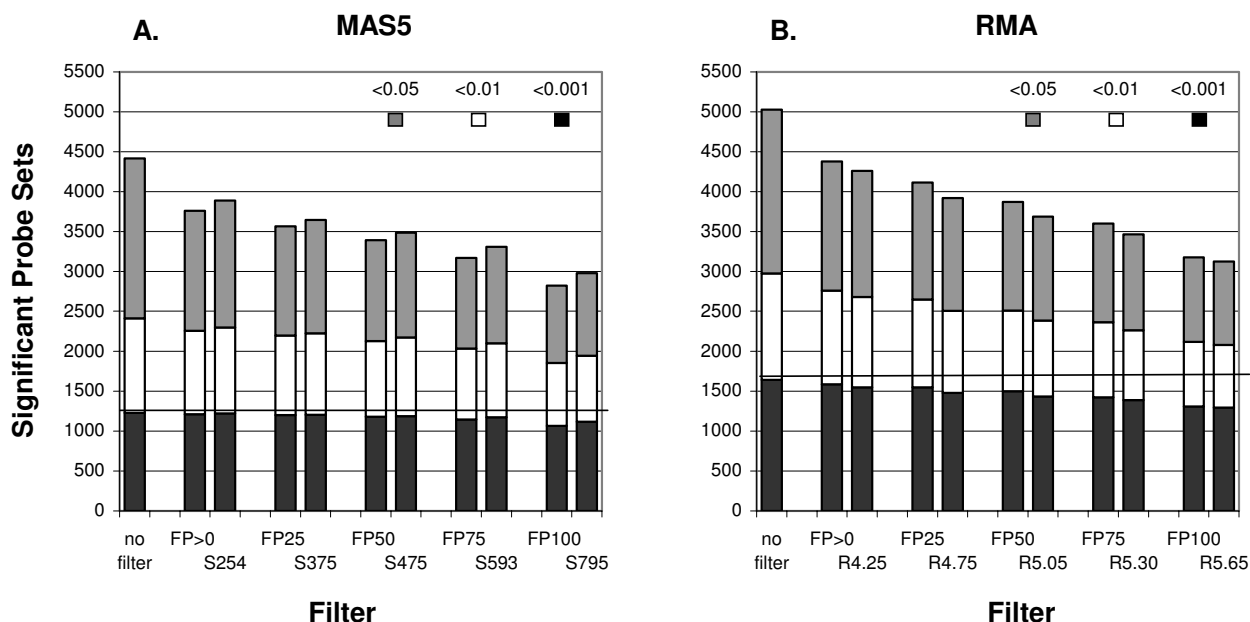 A. MAS5
<0.05 <0.01 <0.001
5500
5000
4500
4000
3500
3000
2500
2000
1500
1000
500
0
Significant Probe Sets
no filter
FP>0 S254
FP25 S375
FP50 S475
FP75 S593
FP100 S795
Filter
B. RMA
<0.05 <0.01 <0.001
5500
5000
4500
4000
3500
3000
2500
2000
1500
1000
500
0
no filter
FP>0 R4.25
FP25 R4.75
FP50 R5.05
FP75 R5.30
FP100 R5.65
Filter